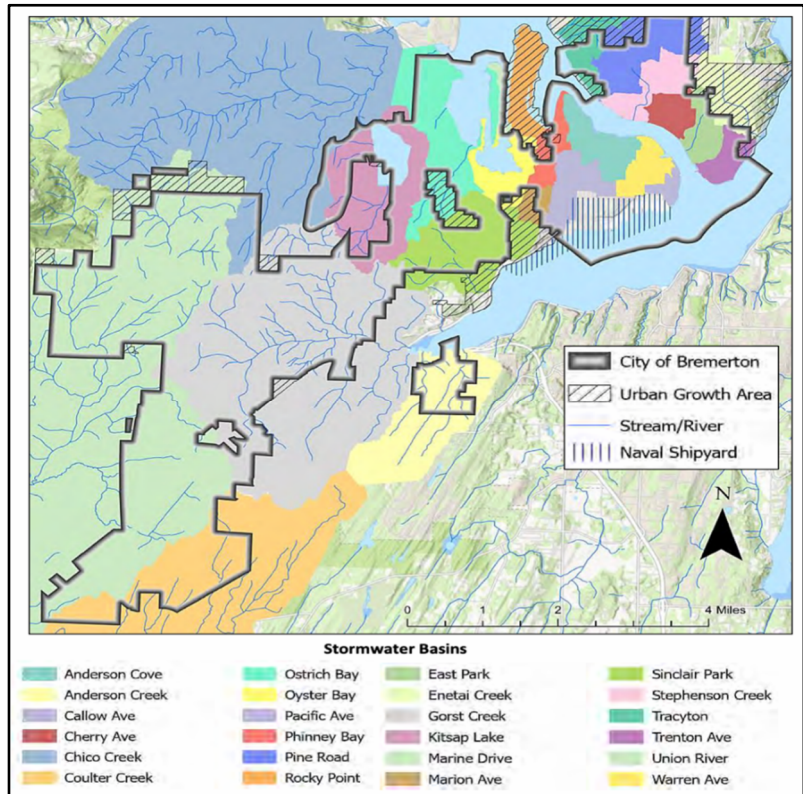 City of Bremerton
Urban Growth Area
Stream/River
Naval Shipyard
N
0 1 2 4 Miles
Stormwater Basins
Anderson Cove Ostrich Bay East Park Sinclair Park
Anderson Creek Oyster Bay Enetai Creek Stephenson Creek
Callow Ave Pacific Ave Gorst Creek Tracyton
Cherry Ave Phinney Bay Kitsap Lake Trenton Ave
Chico Creek Pine Road Marine Drive Union River
Coulter Creek Rocky Point Marion Ave Warren Ave